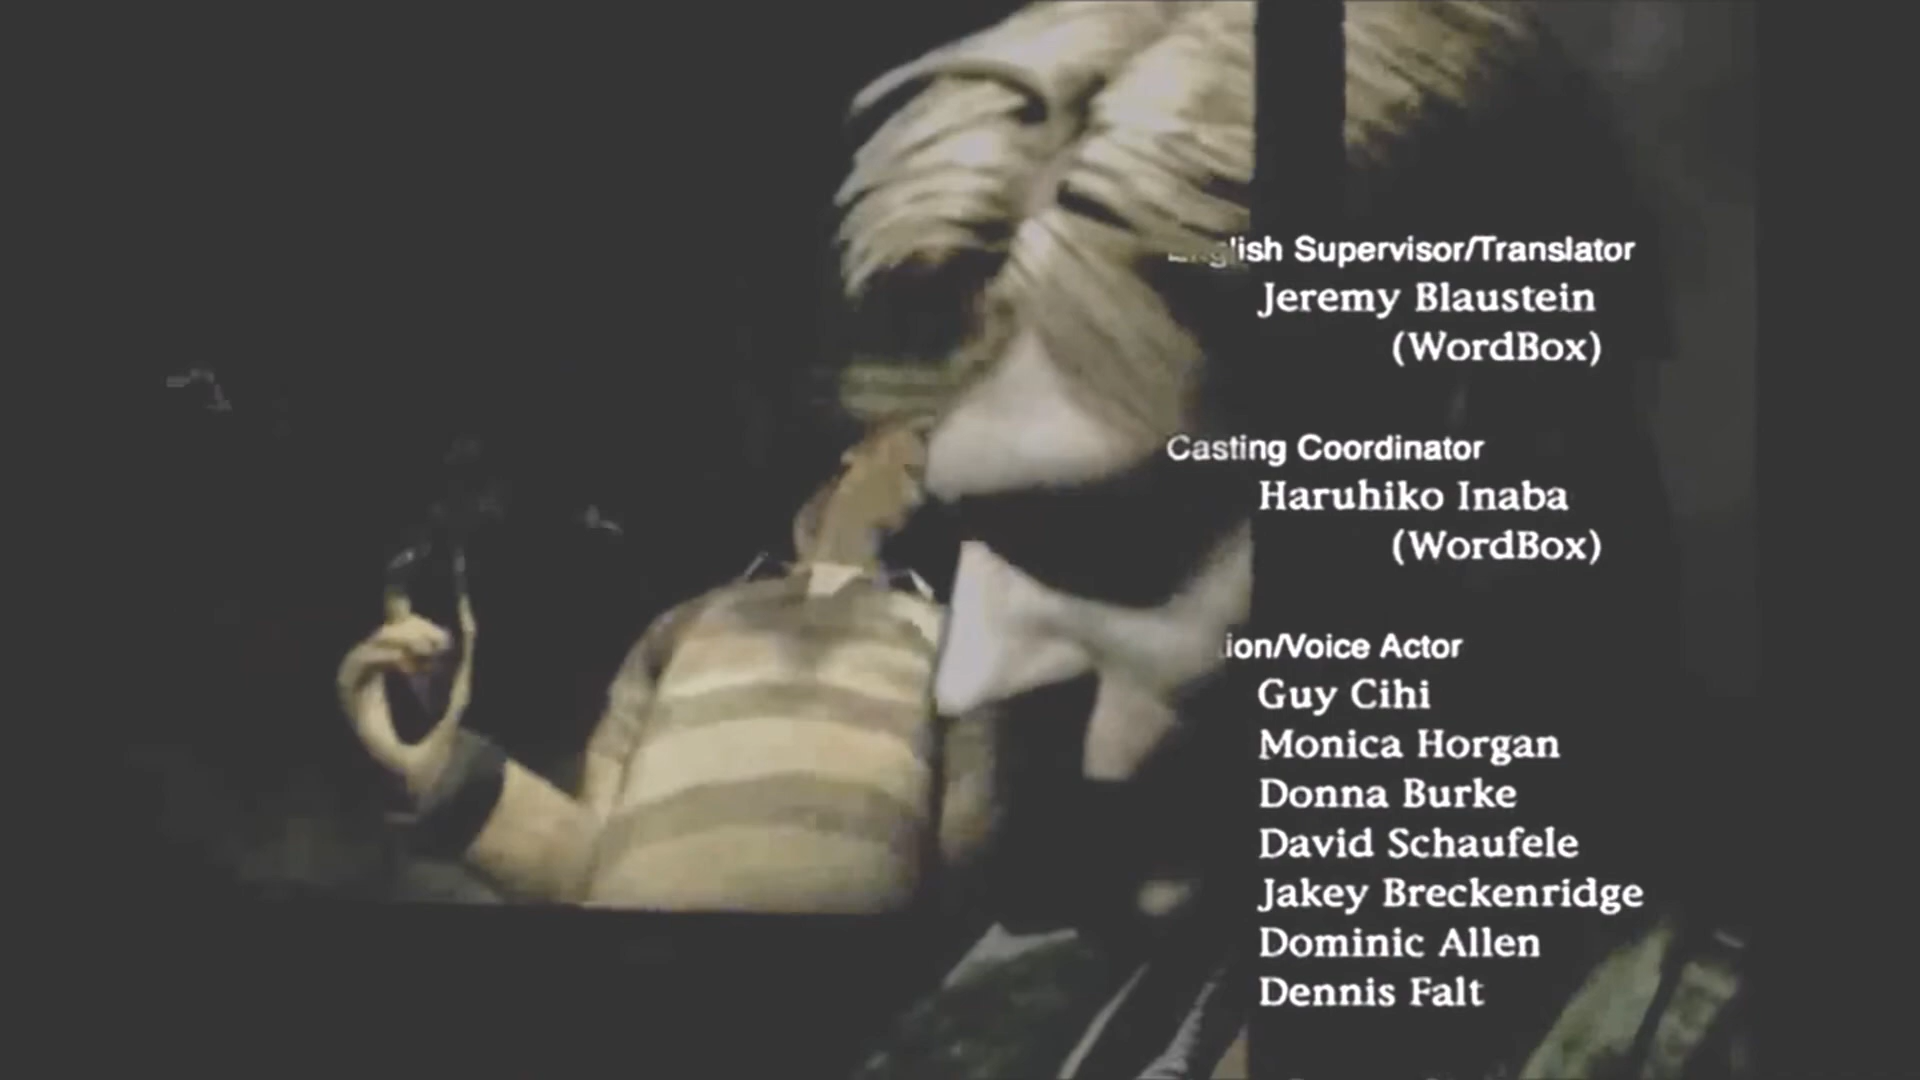 English Supervisor/Translator
Jeremy Blaustein
(WordBox)
Casting Coordinator
Haruhiko Inaba
(WordBox)
ion/Voice Actor
Guy Cihi
Monica Horgan
Donna Burke
David Schaufele
Jakey Breckenridge
Dominic Allen
Dennis Falt